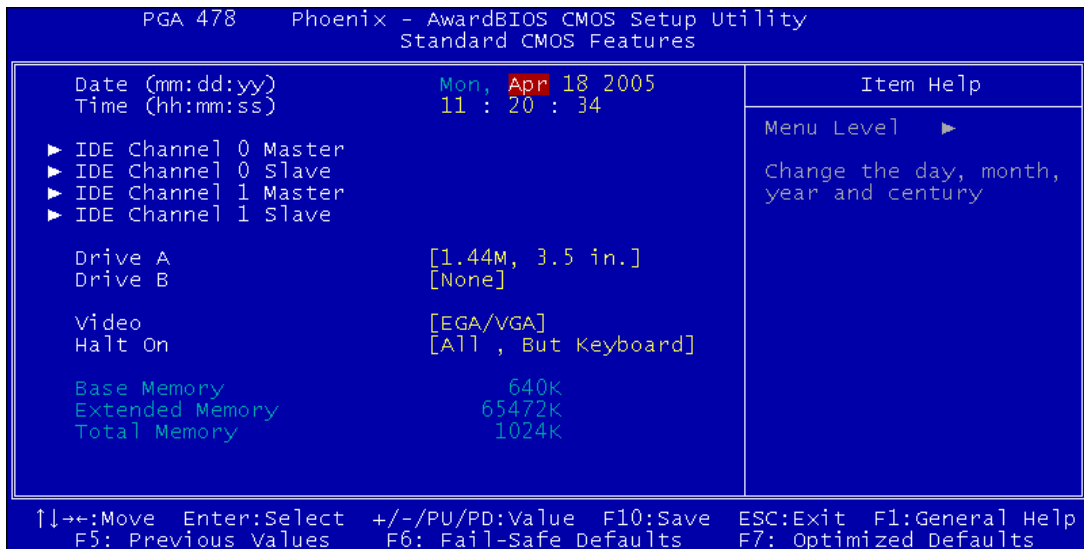 PGA 478 Phoenix - AwardBIOS CMOS Setup Utility
Standard CMOS Features
Date (mm:dd:yy) Mon, Apr 18 2005
Time (hh:mm:ss) 11 : 20 : 34
► IDE Channel 0 Master
► IDE Channel 0 Slave
► IDE Channel 1 Master
► IDE Channel 1 Slave
Drive A [1.44M, 3.5 in.]
Drive B [None]
Video [EGA/VGA]
Halt On [All , But Keyboard]
Base Memory 640K
Extended Memory 65472K
Total Memory 1024K
Item Help
Menu Level ►
Change the day, month,
year and century
↑↓→←:Move Enter:Select +/-/PU/PD:Value F10:Save ESC:Exit F1:General Help
F5: Previous Values F6: Fail-Safe Defaults F7: Optimized Defaults